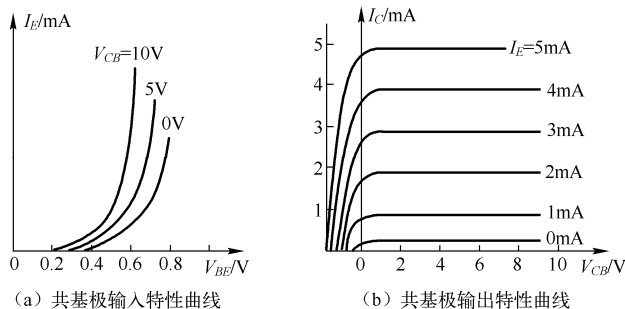 I_E/mA
V_CB=10V
5V
0V
0
0.2
0.4
0.6
0.8
V_BE/V
（a）共基极输入特性曲线
I_C/mA
5
4
3
2
1
I_E=5mA
4mA
3mA
2mA
1mA
0mA
0
2
4
6
8
10
V_CB/V
（b）共基极输出特性曲线